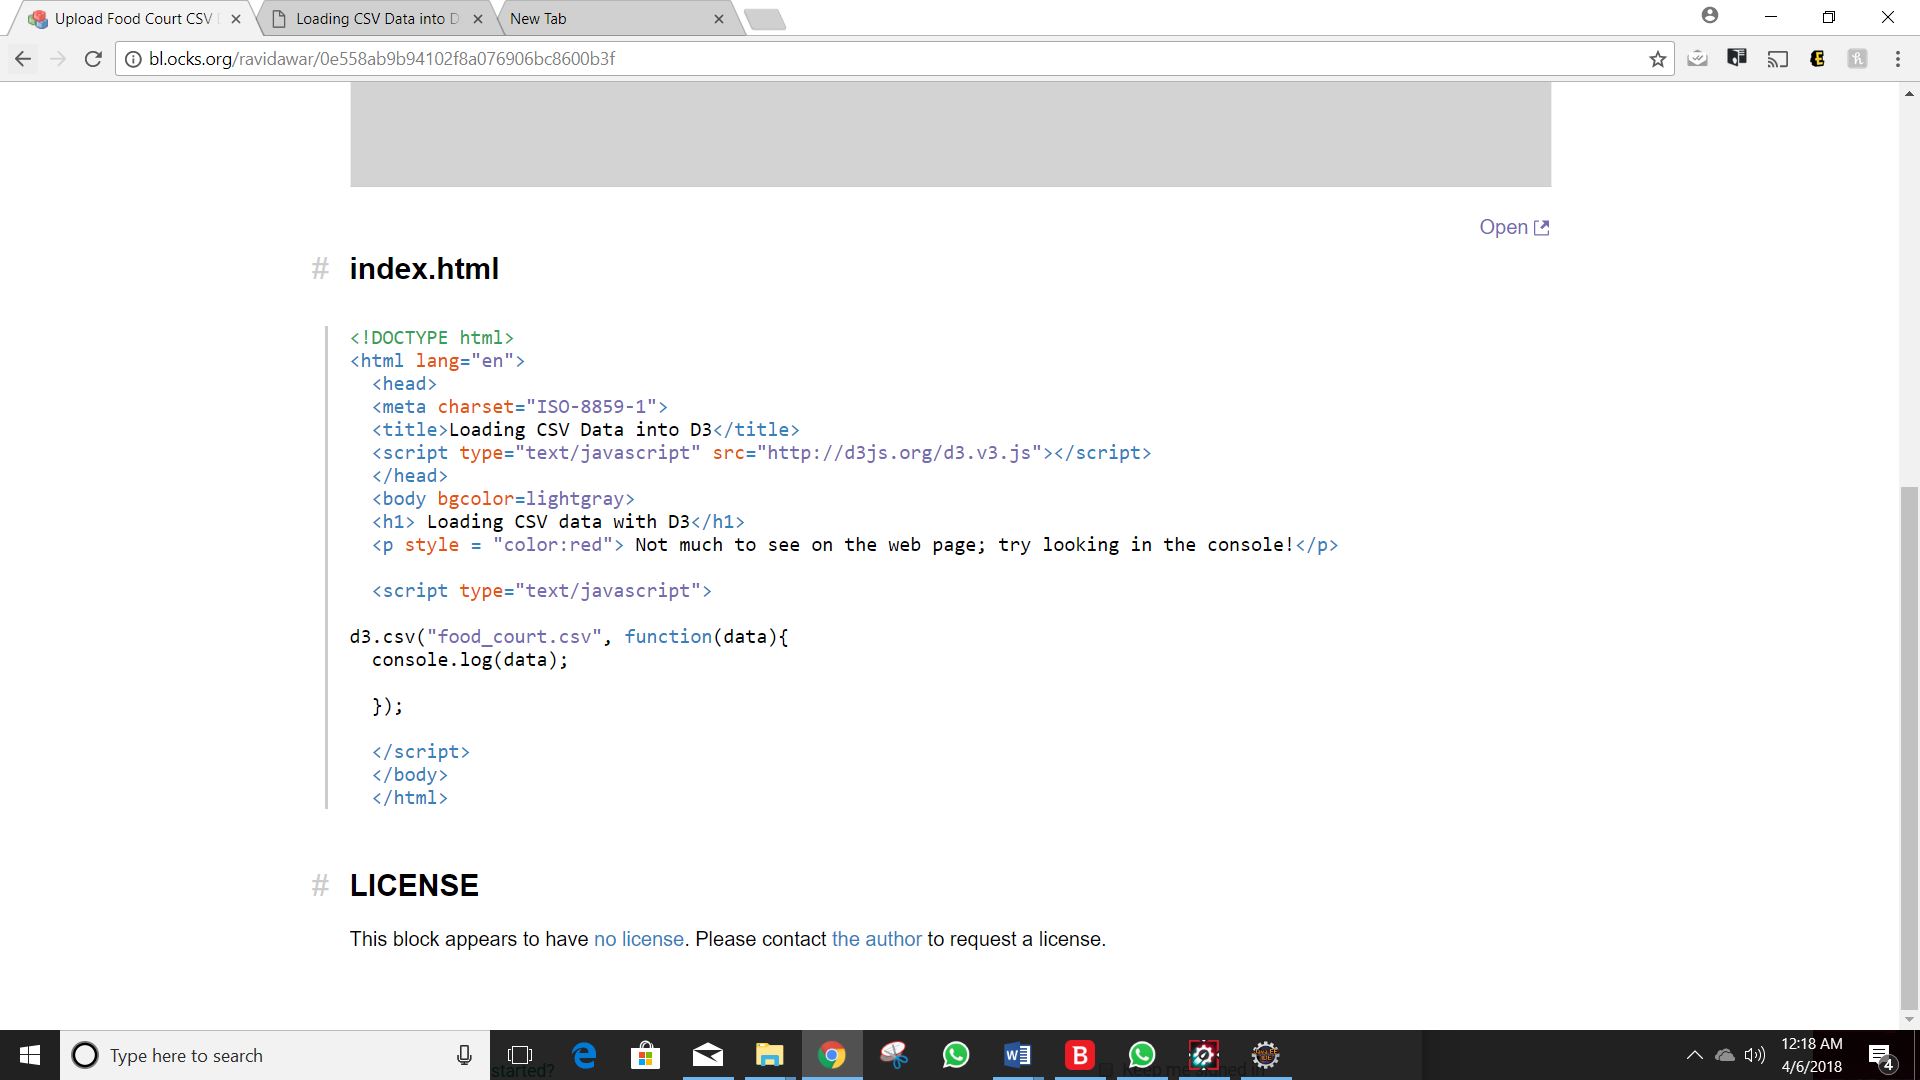 Upload Food Court CSV
Loading CSV Data into D
New Tab
bl.ocks.org/ravidawar/0e558ab9b94102f8a076906bc8600b3f
Open
# index.html
<!DOCTYPE html>
<html lang="en">
<head>
<meta charset="ISO-8859-1">
<title>Loading CSV Data into D3</title>
<script type="text/javascript" src="http://d3js.org/d3.v3.js"></script>
</head>
<body bgcolor=lightgray>
<h1> Loading CSV data with D3</h1>
<p style = "color:red"> Not much to see on the web page; try looking in the console!</p>
<script type="text/javascript">
d3.csv("food_court.csv", function(data){
console.log(data);
});
</script>
</body>
</html>
# LICENSE
This block appears to have no license. Please contact the author to request a license.
Type here to search
started?
12:18 AM
4/6/2018
4